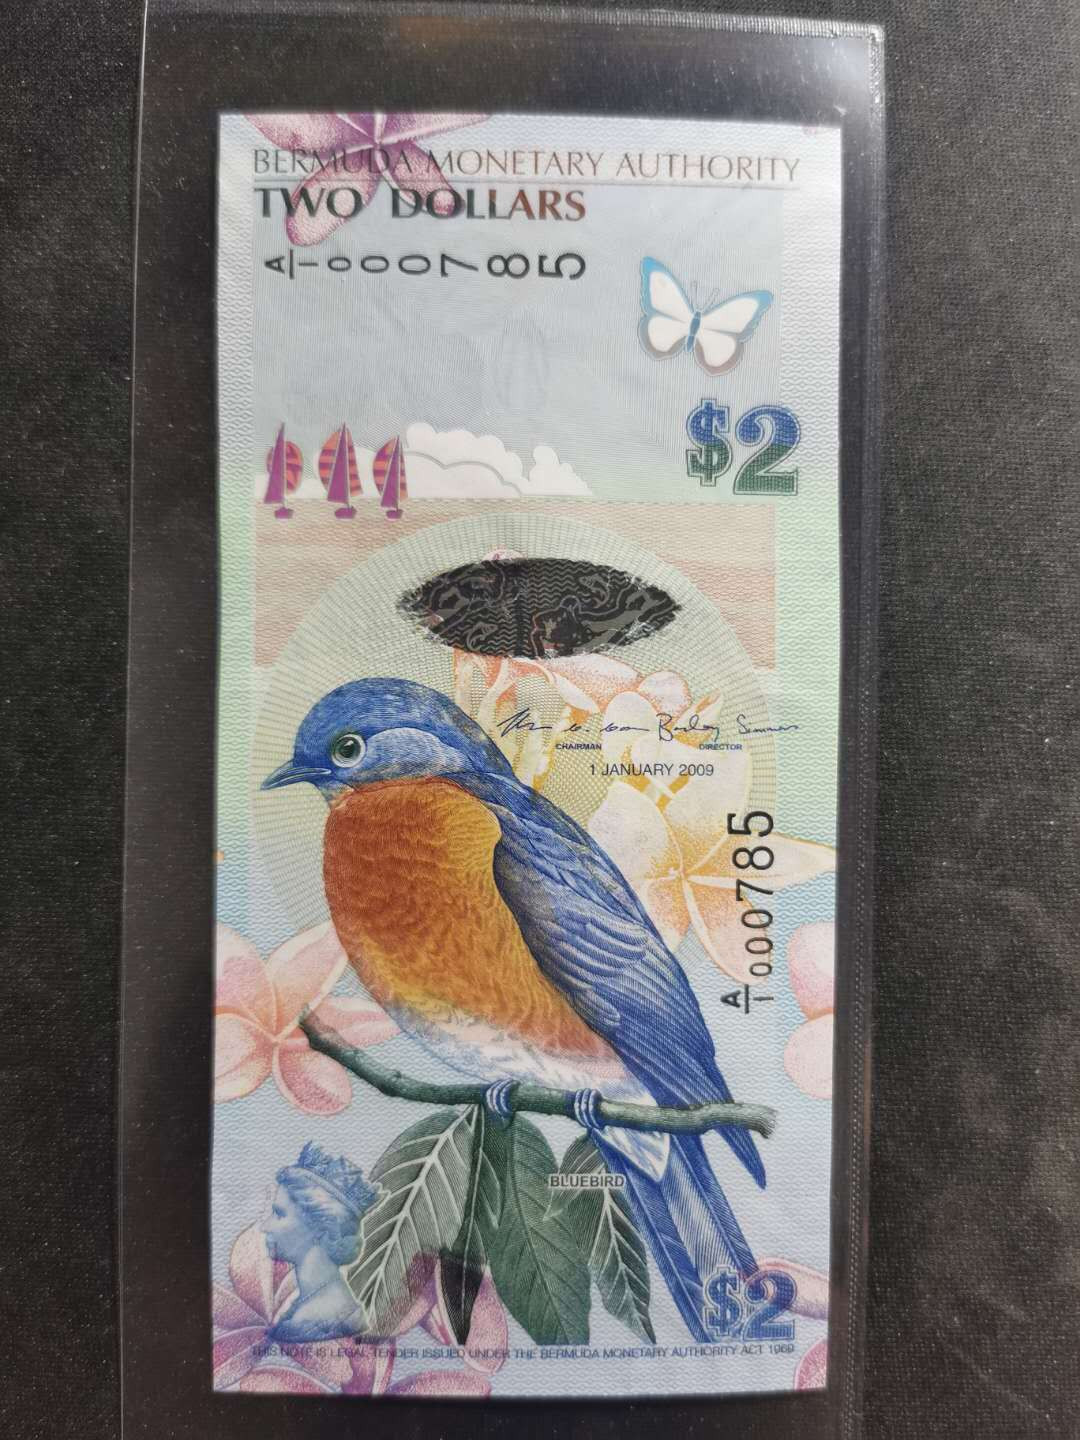 BERMUDA MONETARY AUTHORITY
TWO DOLLARS
A/1 000785
$2
CHAIRMAN DIRECTOR
1 JANUARY 2009
A/1 000785
BLUEBIRD
$2
THIS NOTE IS LEGAL TENDER ISSUED UNDER THE BERMUDA MONETARY AUTHORITY ACT 1969